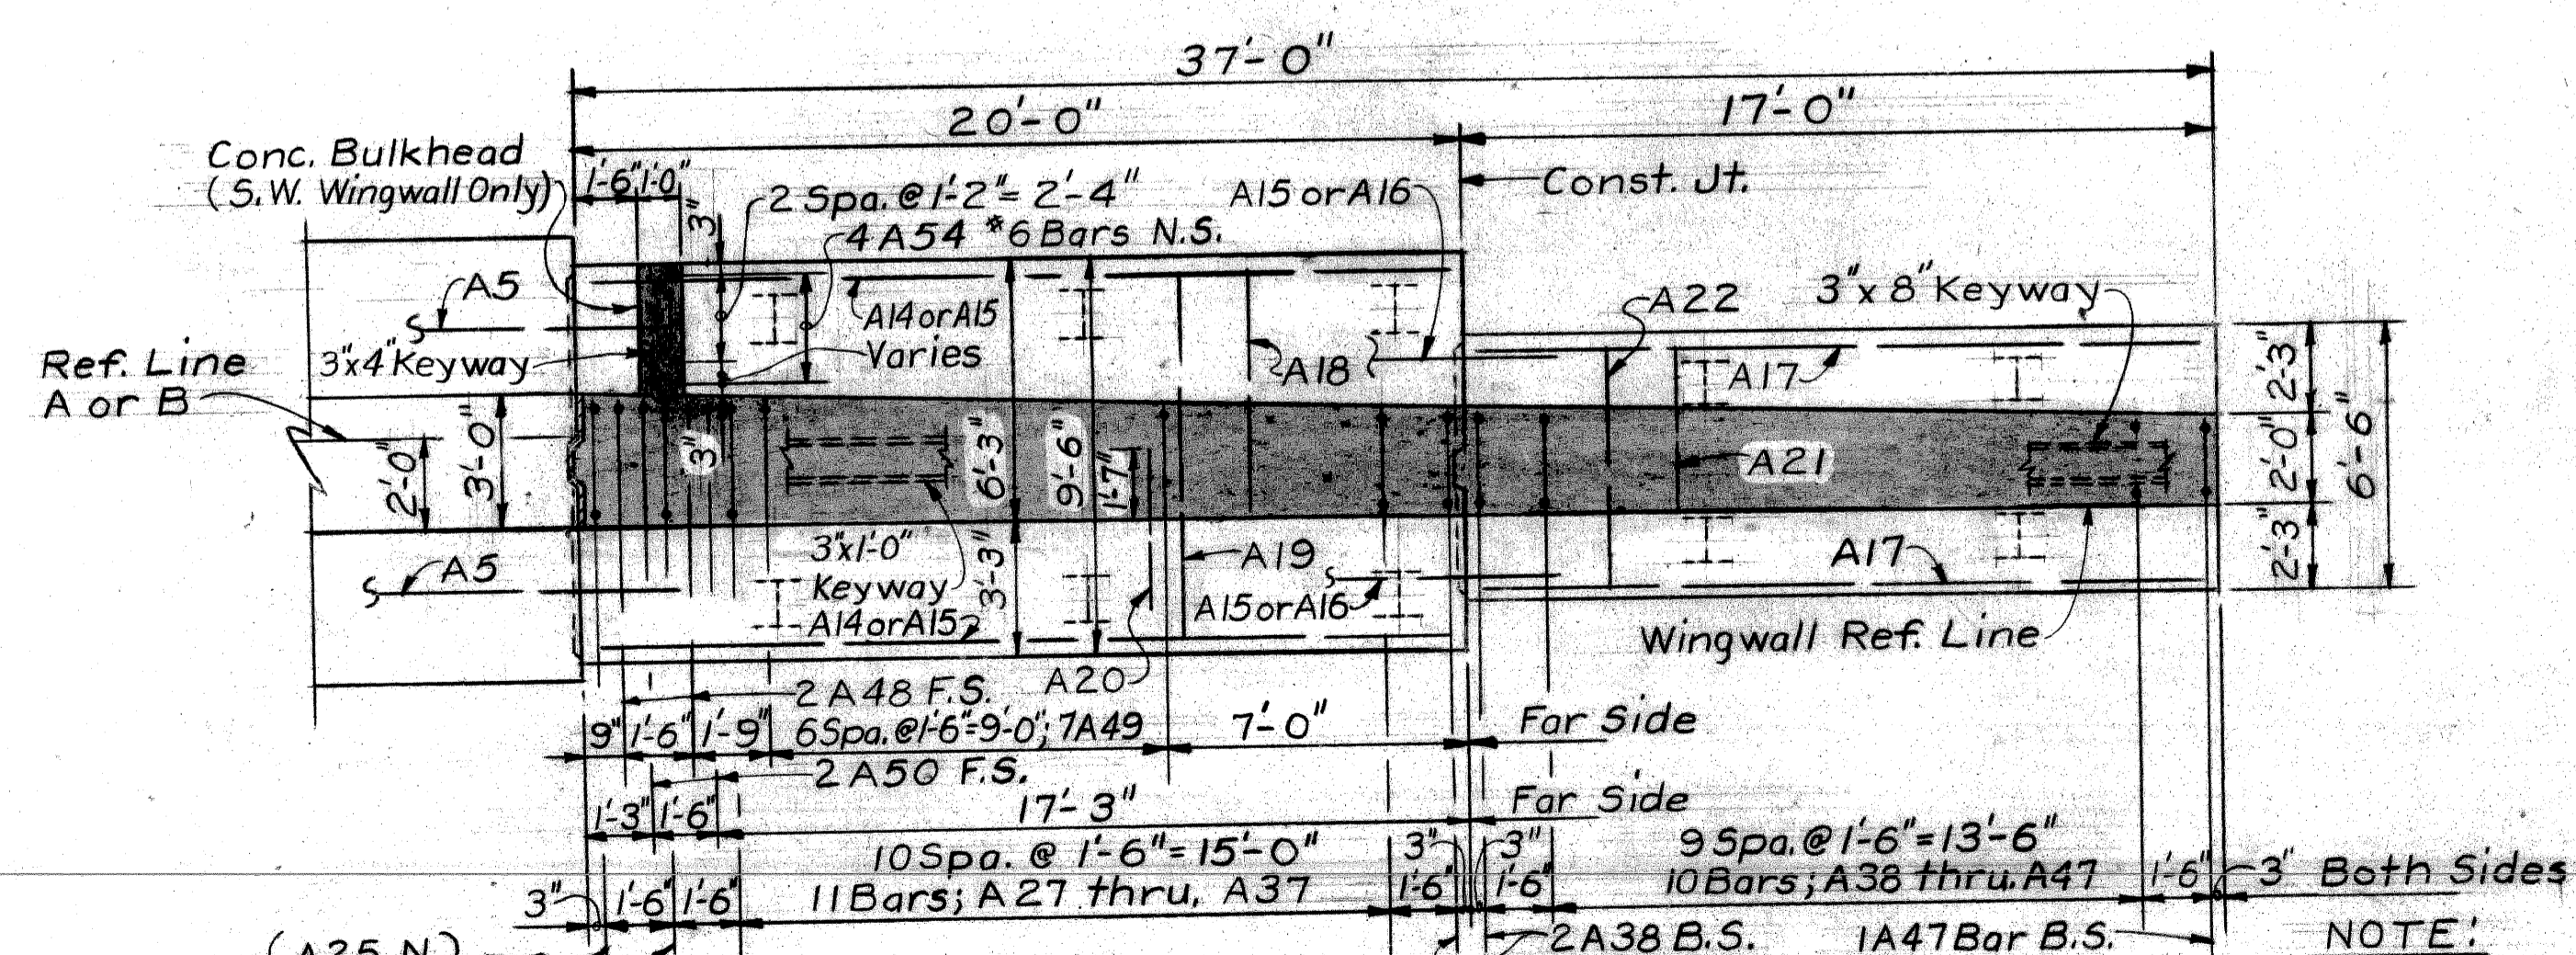 37'-0"
20'-0"
17'-0"
Conc. Bulkhead
(S.W. Wingwall Only)
1'-6" 1'-0"
3"
2 Spa. @ 1'-2" = 2'-4"
4 A54 #6 Bars N.S.
A15 or A16
Const. Jt.
A5
3"x4" Keyway
A14 or A15
Varies
A18
A22
3"x 8" Keyway
A17
Ref. Line
A or B
2'-0"
3'-0"
3"
6'-3"
9'-6"
1'-7"
A21
2'-3"
2'-0"
2'-3"
6'-6"
A5
3"x1'-0"
Keyway
A14 or A15
3'-3"
A19
A15 or A16
A17
Wingwall Ref. Line
2 A48 F.S.
A20
9" 1'-6" 1'-9" 6 Spa. @ 1'-6" = 9'-0"; 7A49
7'-0"
Far Side
2 A50 F.S.
1'-3" 1'-6" 17'-3"
Far Side
10 Spa. @ 1'-6" = 15'-0"
3" 3"
9 Spa. @ 1'-6" = 13'-6"
3" 1'-6" 1'-6" 11 Bars; A27 thru. A37
1'-6" 1'-6" 10 Bars; A38 thru. A47 1'-6" 3" Both Sides
(A25 N.)
2 A38 B.S. 1A47 Bar B.S.
NOTE: